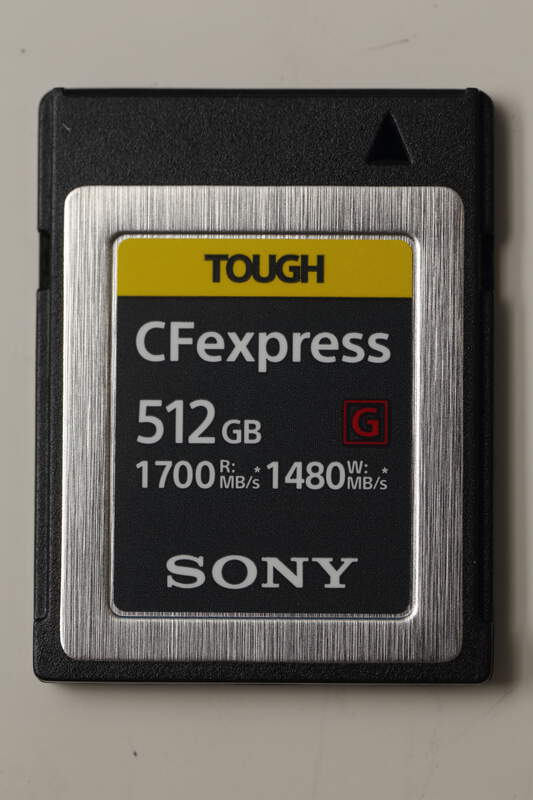 TOUGH
CFexpress
512 GB G
1700 R: MB/s * 1480 W: MB/s *
SONY